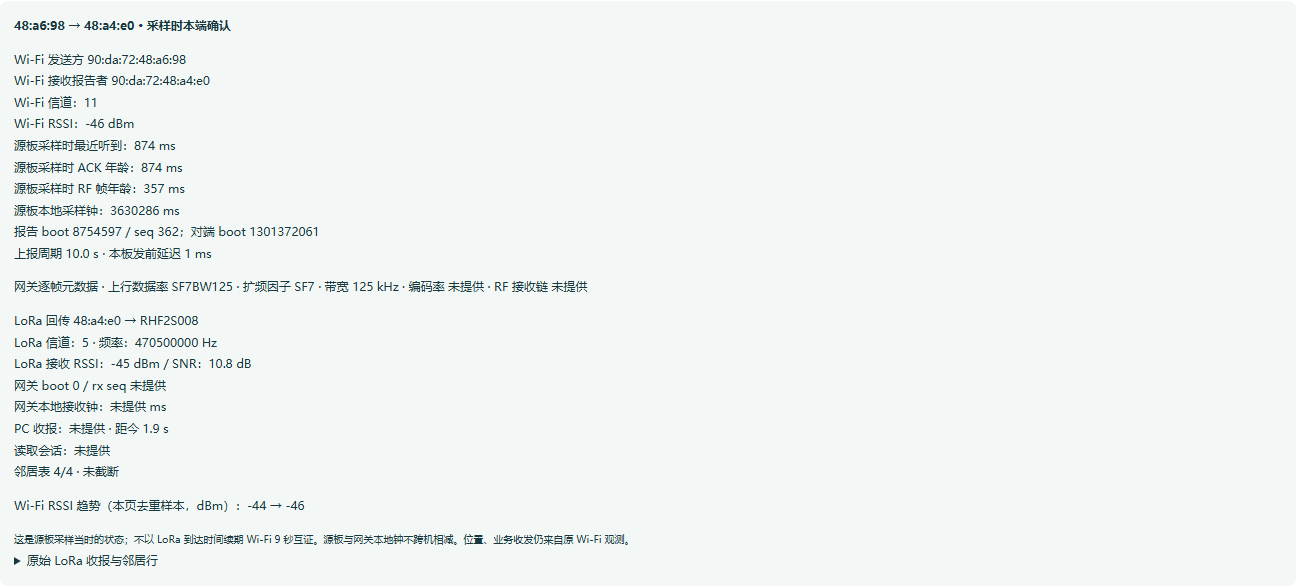 48:a6:98 → 48:a4:e0 · 采样时本端确认
Wi-Fi 发送方 90:da:72:48:a6:98
Wi-Fi 接收报告者 90:da:72:48:a4:e0
Wi-Fi 信道：11
Wi-Fi RSSI：-46 dBm
源板采样时最近听到：874 ms
源板采样时 ACK 年龄：874 ms
源板采样时 RF 帧年龄：357 ms
源板本地采样钟：3630286 ms
报告 boot 8754597 / seq 362；对端 boot 1301372061
上报周期 10.0 s · 本板发前延迟 1 ms
网关逐帧元数据 · 上行数据率 SF7BW125 · 扩频因子 SF7 · 带宽 125 kHz · 编码率 未提供 · RF 接收链 未提供
LoRa 回传 48:a4:e0 → RHF2S008
LoRa 信道：5 · 频率：470500000 Hz
LoRa 接收 RSSI：-45 dBm / SNR：10.8 dB
网关 boot 0 / rx seq 未提供
网关本地接收钟：未提供 ms
PC 收报：未提供 · 距今 1.9 s
读取会话：未提供
邻居表 4/4 · 未截断
Wi-Fi RSSI 趋势（本页去重样本，dBm）：-44 → -46
这是源板采样当时的状态；不以 LoRa 到达时间续期 Wi-Fi 9 秒互证。源板与网关本地钟不跨机相减。位置、业务收发仍来自原 Wi-Fi 观测。
▶ 原始 LoRa 收报与邻居行